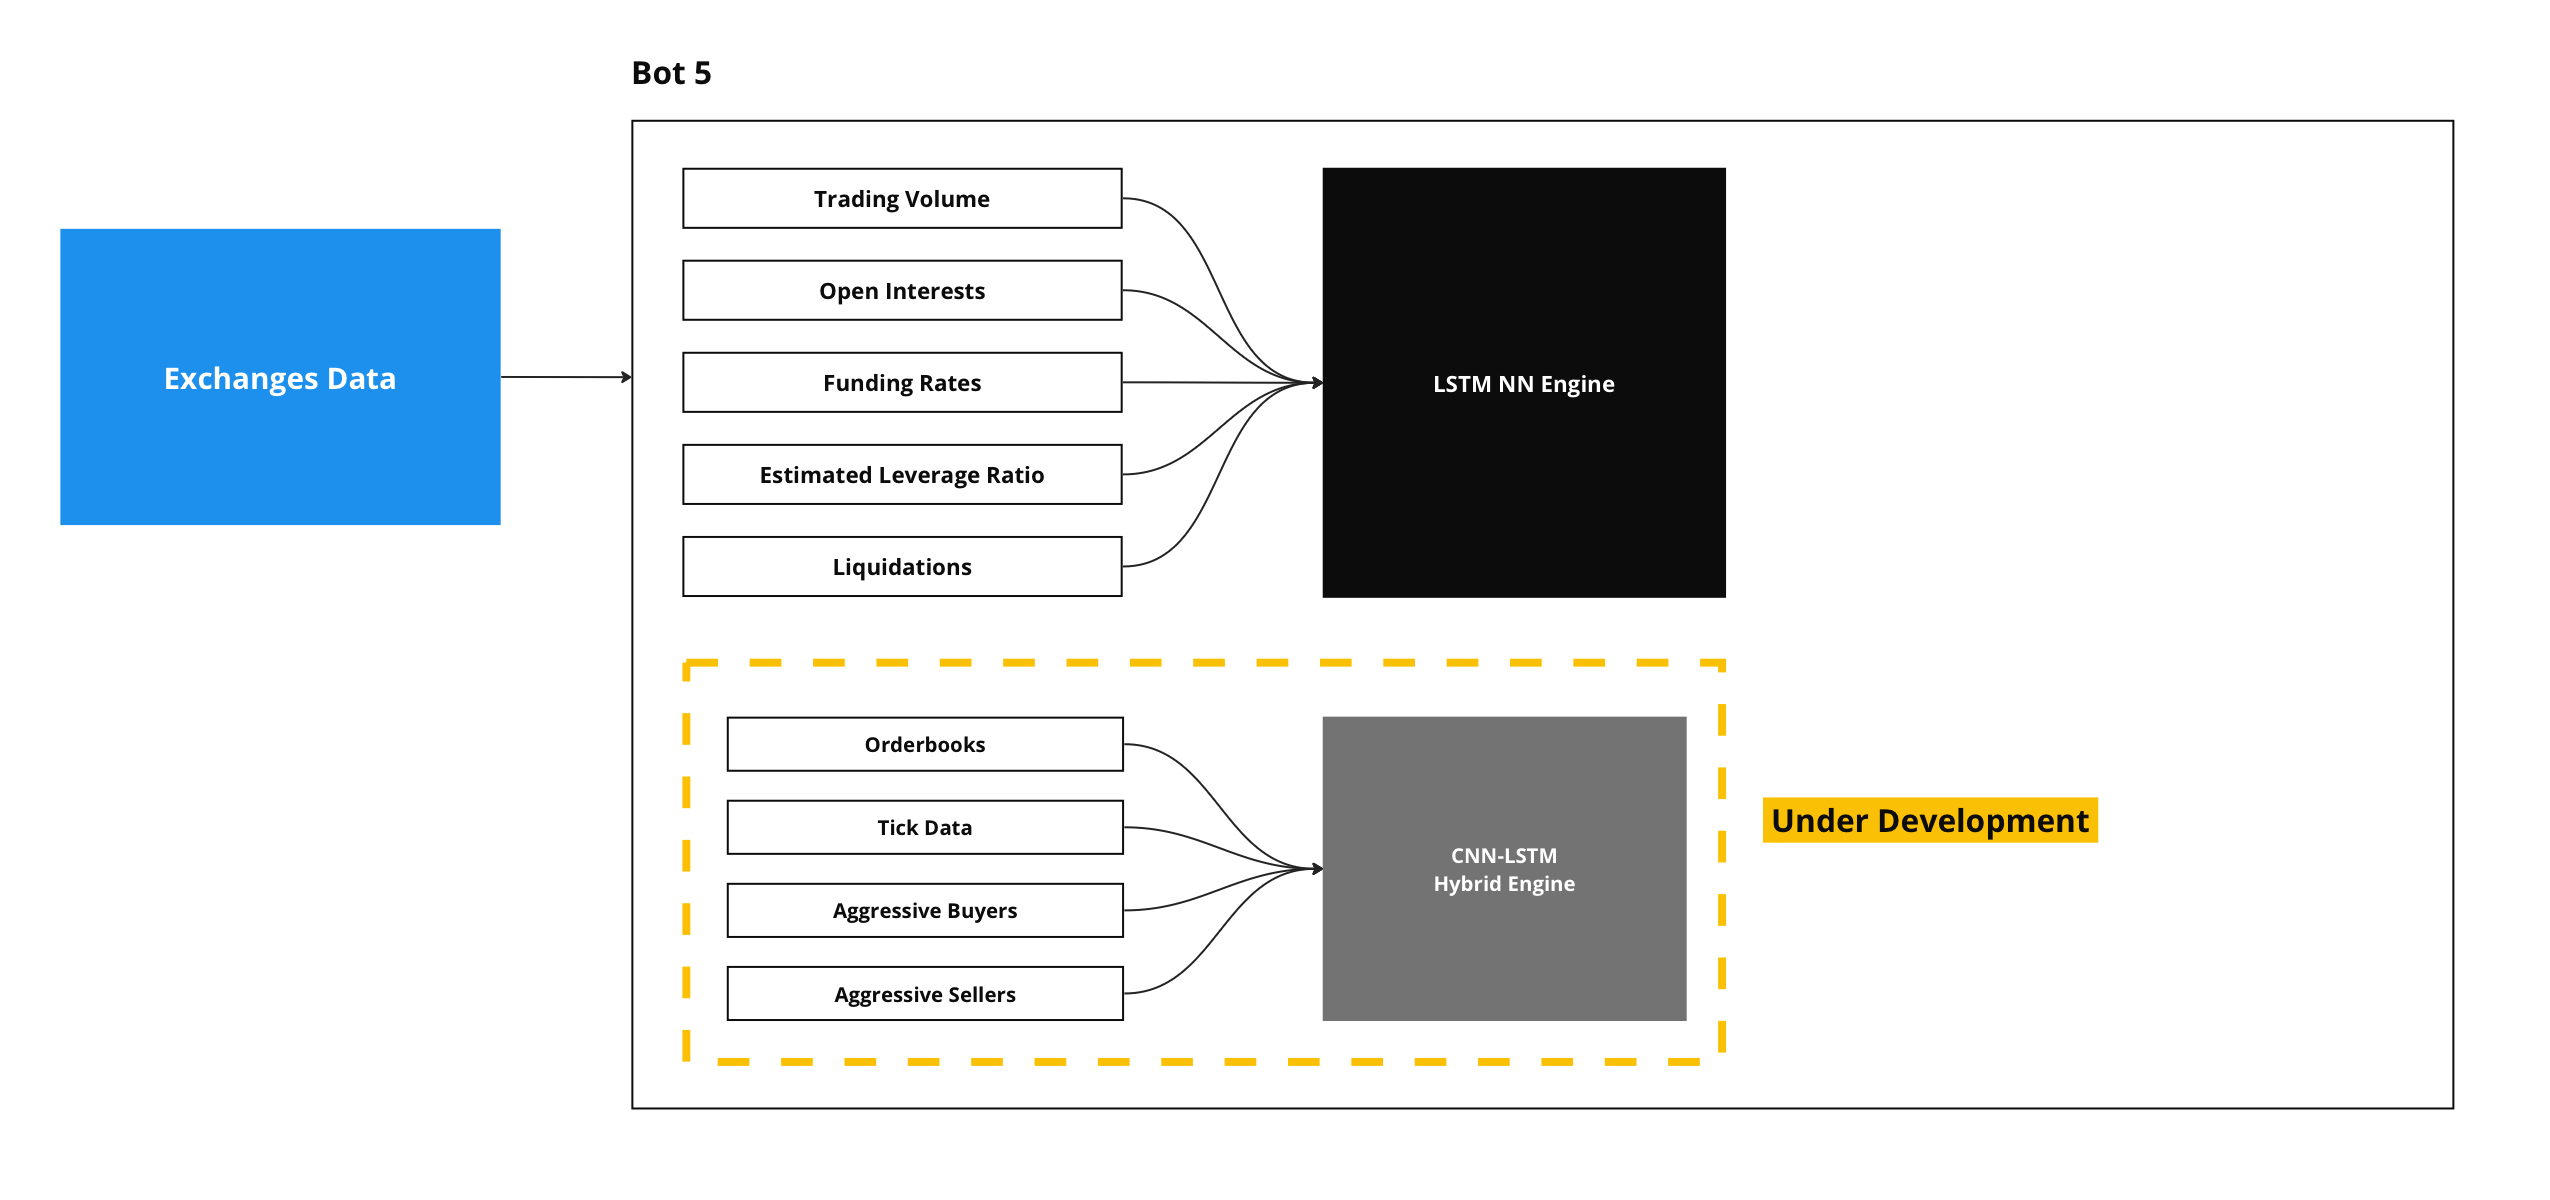 Bot 5
Exchanges Data
Trading Volume
Open Interests
Funding Rates
Estimated Leverage Ratio
Liquidations
LSTM NN Engine
Orderbooks
Tick Data
Aggressive Buyers
Aggressive Sellers
CNN-LSTM
Hybrid Engine
Under Development